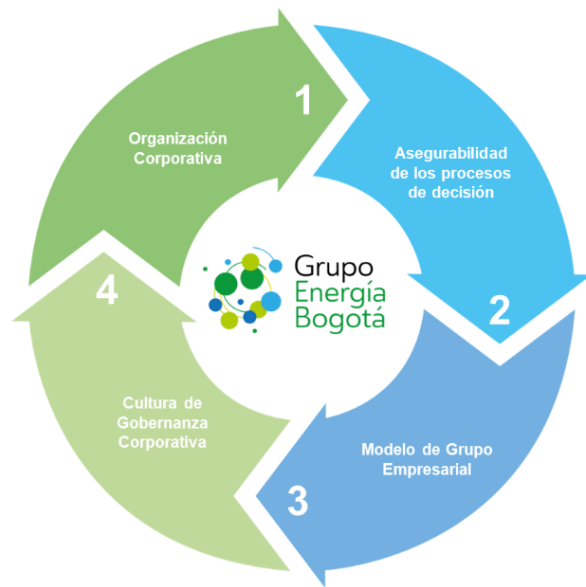 1
Organización
Corporativa
Asegurabilidad
de los procesos
de decisión
2
Grupo
Energía
Bogotá
Modelo de Grupo
Empresarial
3
4
Cultura de
Gobernanza
Corporativa